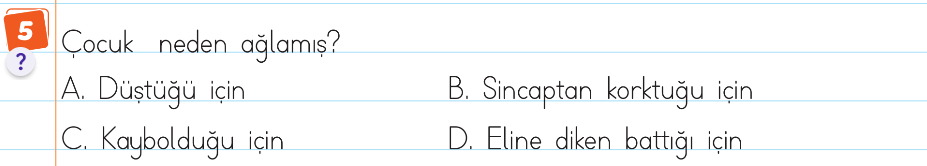 5
?
Çocuk neden ağlamış?
A. Düştüğü için B. Sincaptan korktuğu için
C. Kaybolduğu için D. Eline diken battığı için